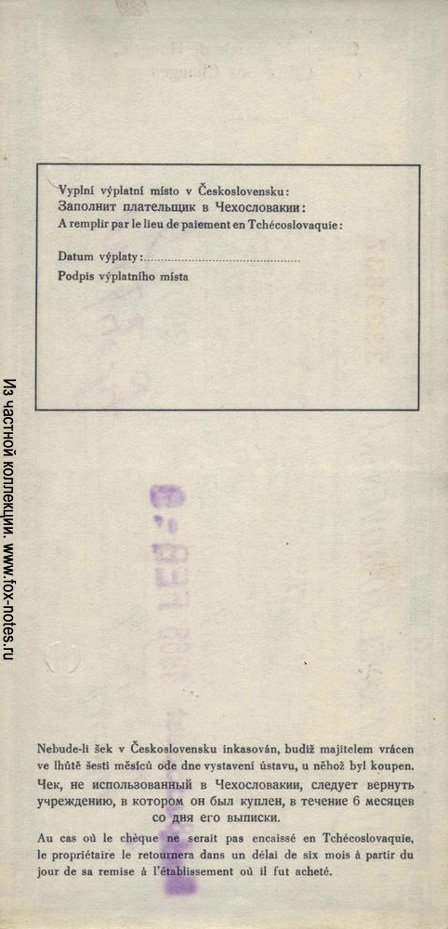 Vyplní výplatní místo v Československu:
Заполнит плательщик в Чехословакии:
A remplir par le lieu de paiement en Tchécoslovaquie:
Datum výplaty:
Podpis výplatního místa
Из частной коллекции. www.fox-notes.ru
Nebude-li šek v Československu inkasován, budiž majitelem vrácen
ve lhůtě šesti měsíců ode dne vystavení ústavu, u něhož byl koupen.
Чек, не использованный в Чехословакии, следует вернуть
учреждению, в котором он был куплен, в течение 6 месяцев
со дня его выписки.
Au cas où le chèque ne serait pas encaissé en Tchécoslovaquie,
le propriétaire le retournera dans un délai de six mois à partir du
jour de sa remise à l'établissement où il fut acheté.